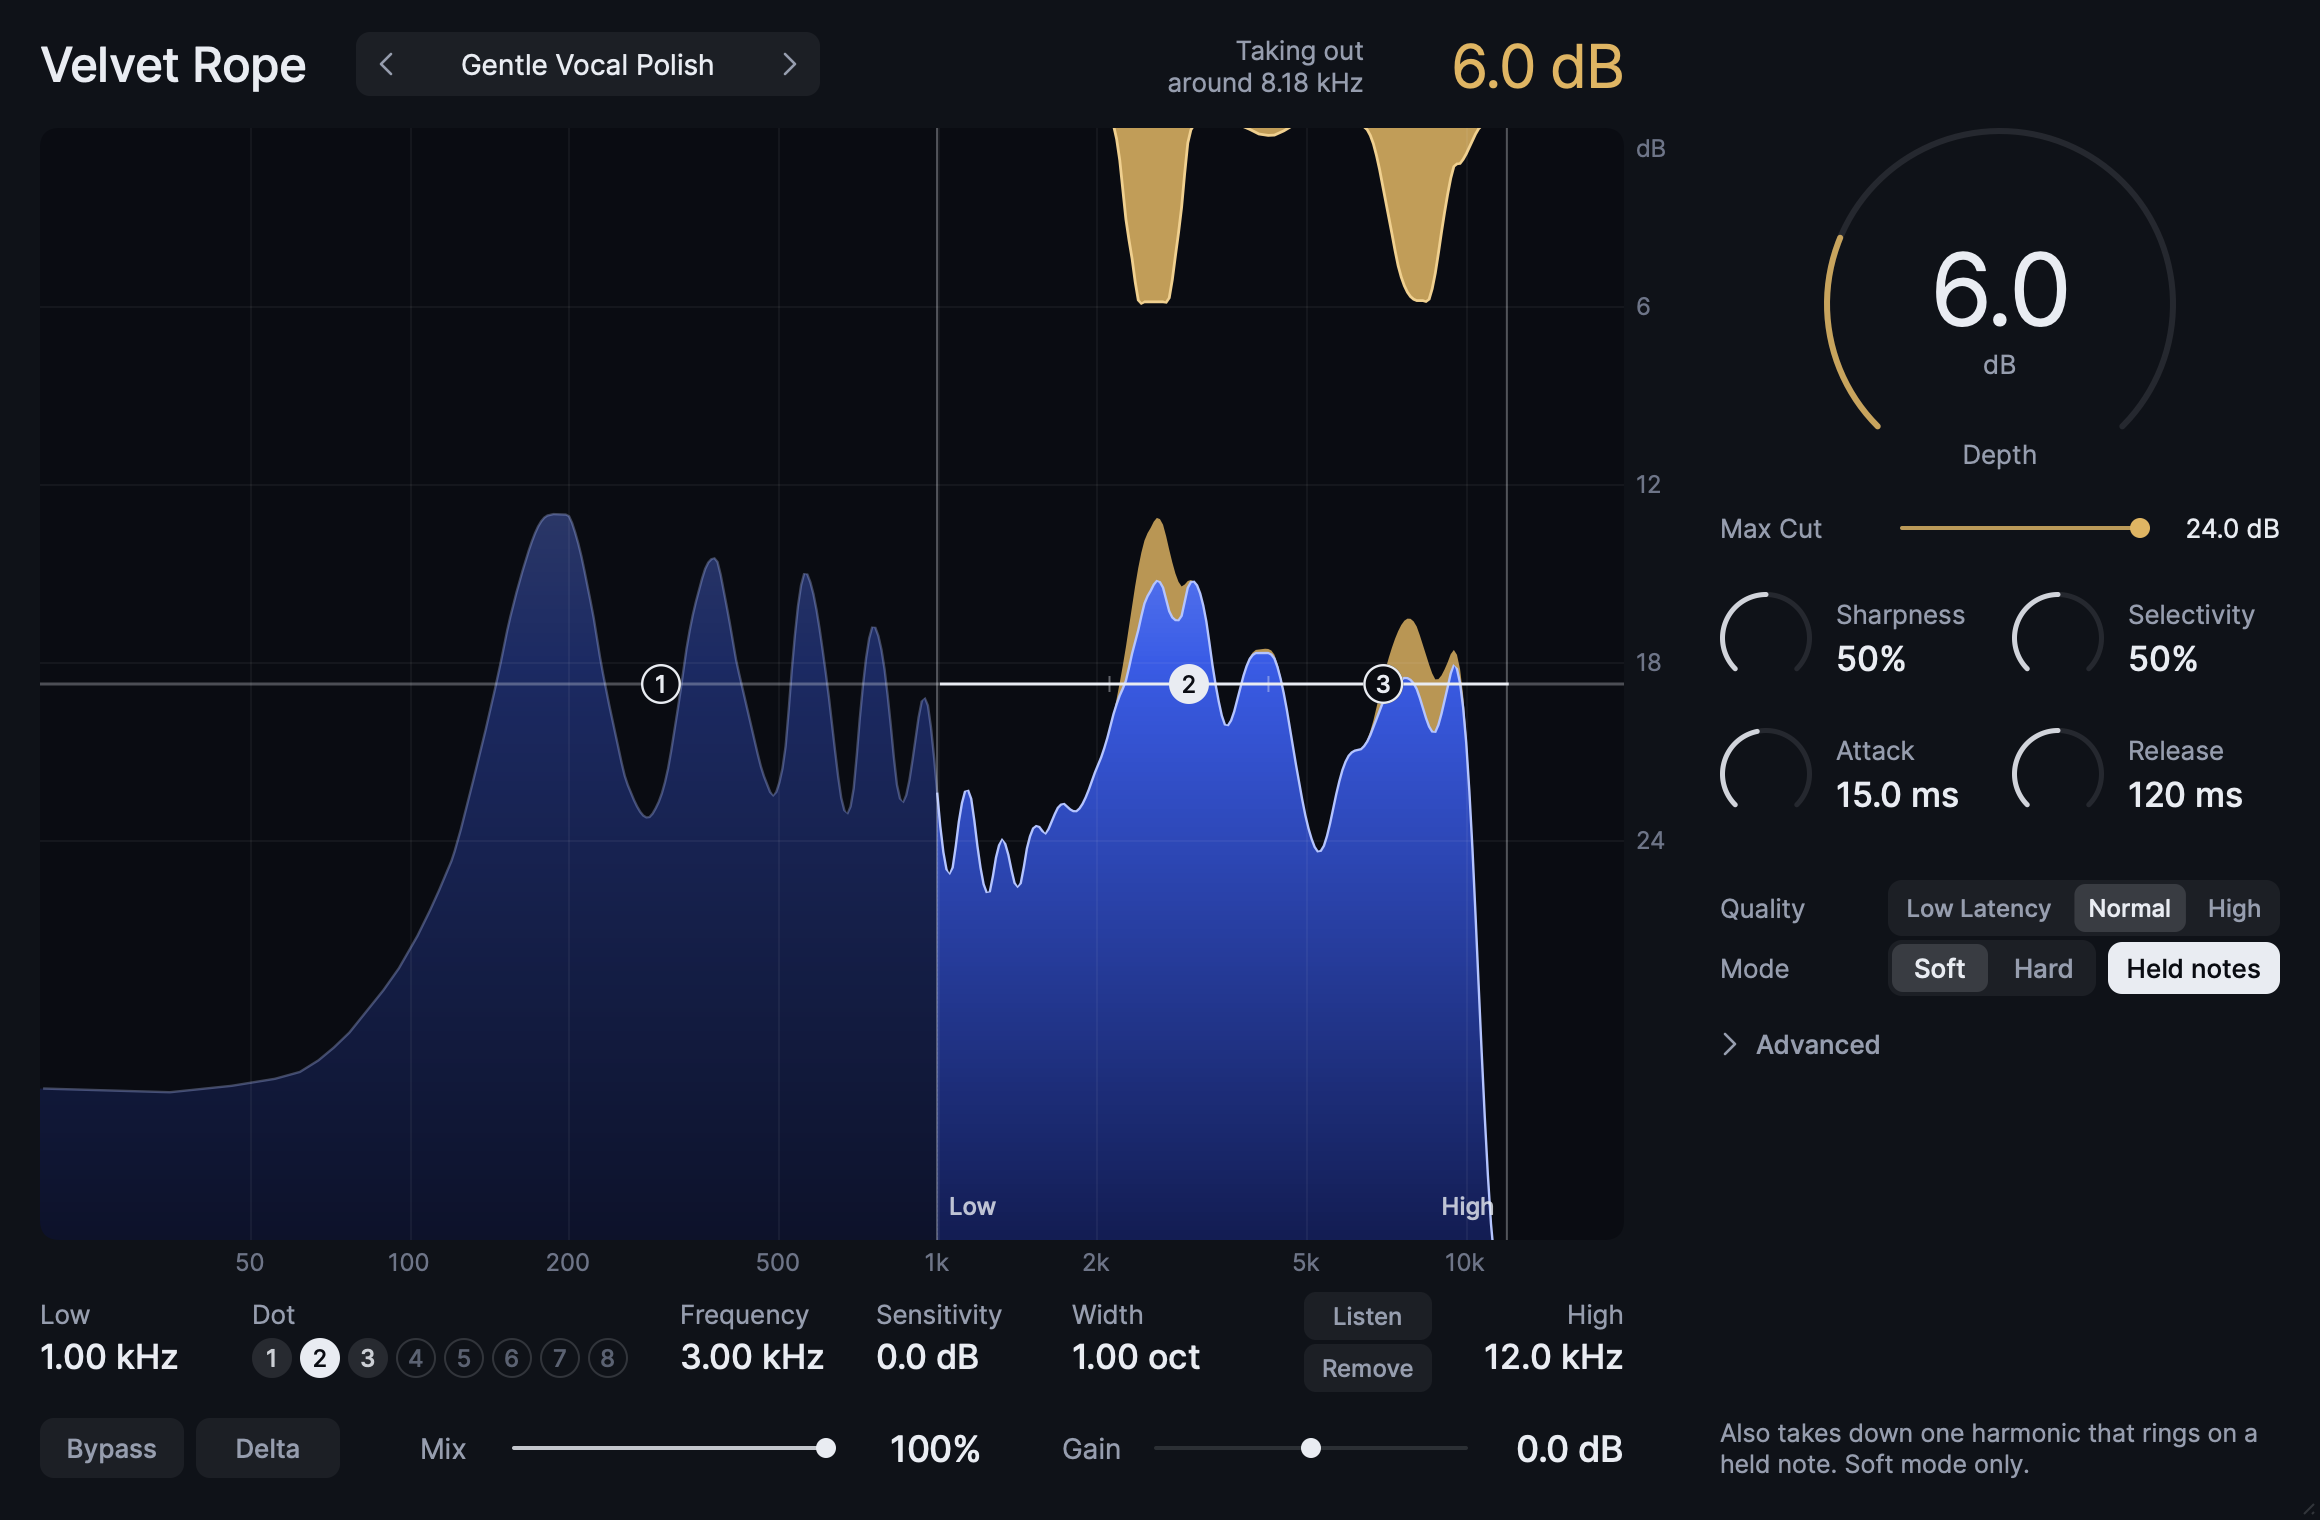 Velvet Rope
Gentle Vocal Polish
Taking out
around 8.18 kHz
6.0 dB
dB
6
12
18
24
1
2
3
Low
High
50
100
200
500
1k
2k
5k
10k
Low
1.00 kHz
Dot
1 2 3 4 5 6 7 8
Frequency
3.00 kHz
Sensitivity
0.0 dB
Width
1.00 oct
Listen
Remove
High
12.0 kHz
Bypass
Delta
Mix
100%
Gain
0.0 dB
6.0
dB
Depth
Max Cut
24.0 dB
Sharpness
50%
Selectivity
50%
Attack
15.0 ms
Release
120 ms
Quality
Low Latency
Normal
High
Mode
Soft
Hard
Held notes
Advanced
Also takes down one harmonic that rings on a
held note. Soft mode only.